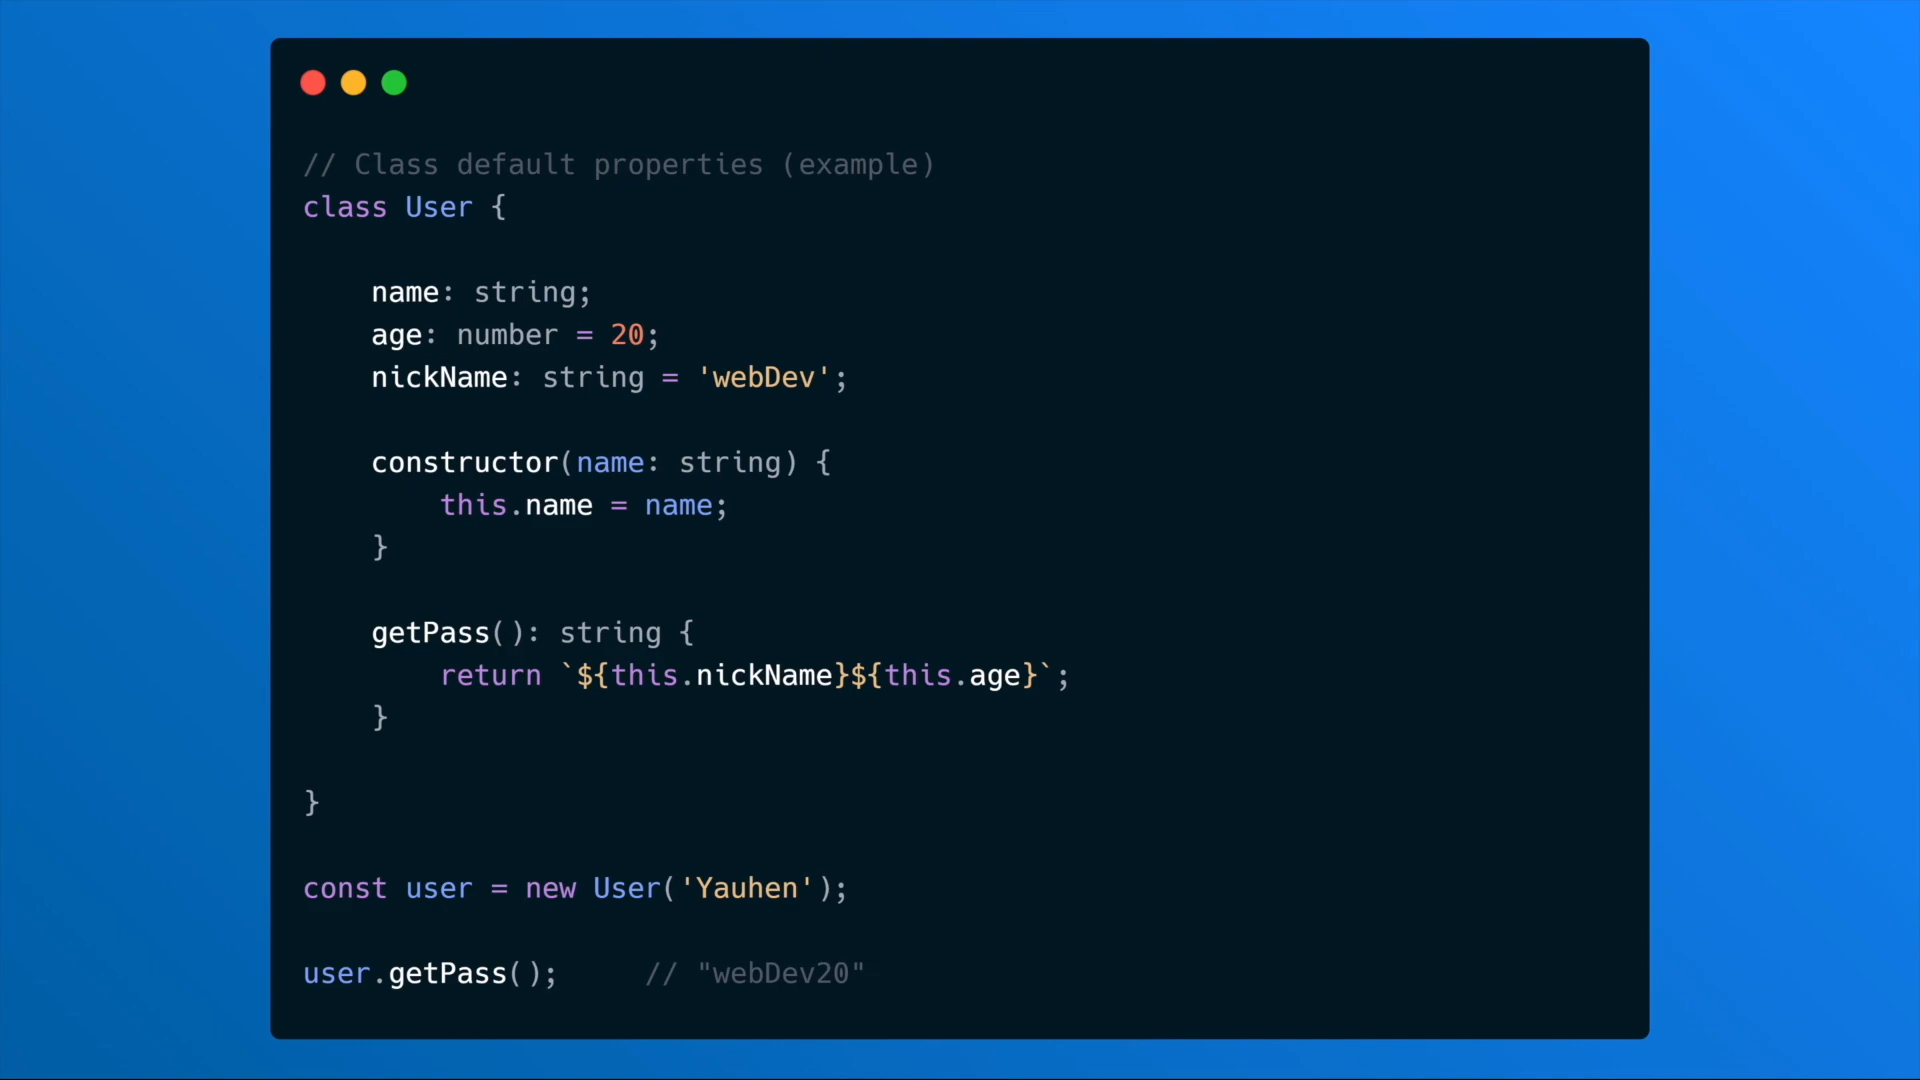 // Class default properties (example)
class User {
    name: string;
    age: number = 20;
    nickName: string = 'webDev';
    constructor(name: string) {
        this.name = name;
    }
    getPass(): string {
        return `${this.nickName}${this.age}`;
    }
}
const user = new User('Yauhen');
user.getPass();     // "webDev20"